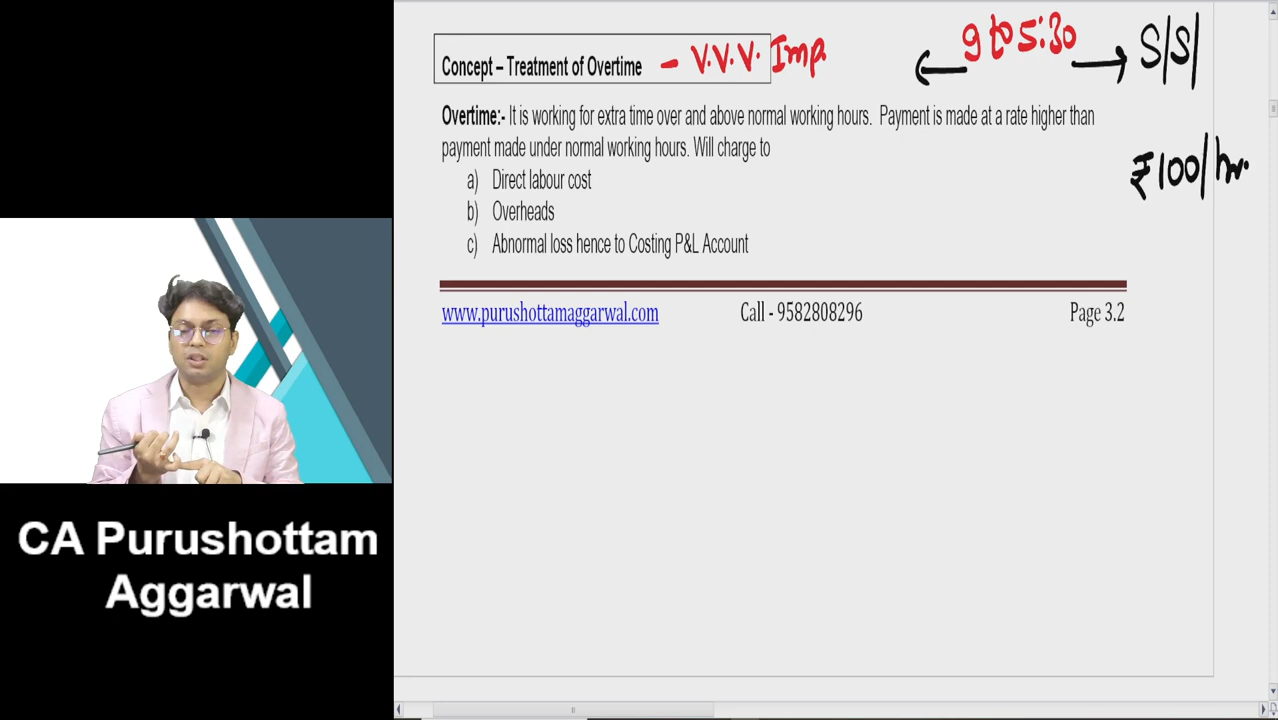 Concept – Treatment of Overtime - V.V.V. Imp.
9 to 5:30
S/S/
Overtime:- It is working for extra time over and above normal working hours. Payment is made at a rate higher than
payment made under normal working hours. Will charge to
₹100/hr.
a) Direct labour cost
b) Overheads
c) Abnormal loss hence to Costing P&L Account
www.purushottamaggarwal.com Call - 9582808296 Page 3.2
CA Purushottam
Aggarwal